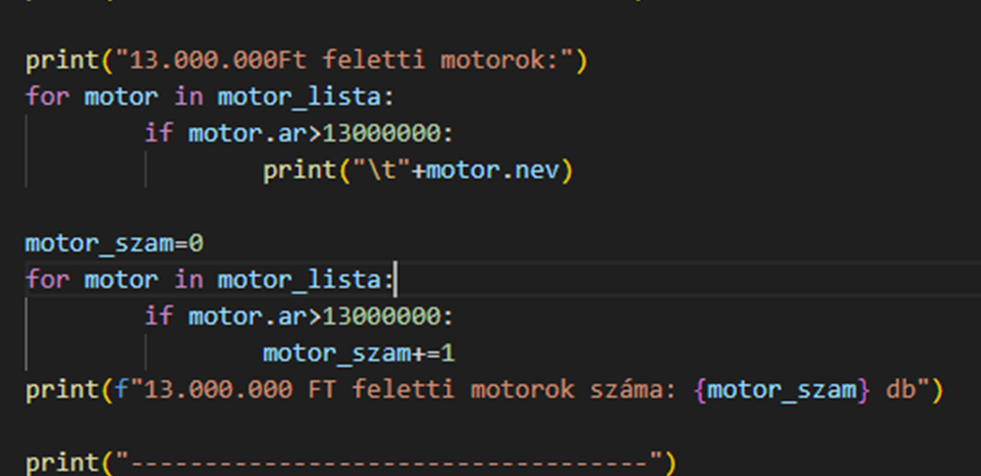 print("13.000.000Ft feletti motorok:")
for motor in motor_lista:
        if motor.ar>13000000:
                print("\t"+motor.nev)
motor_szam=0
for motor in motor_lista:
        if motor.ar>13000000:
                motor_szam+=1
print(f"13.000.000 FT feletti motorok száma: {motor_szam} db")
print("-----------------------------------")